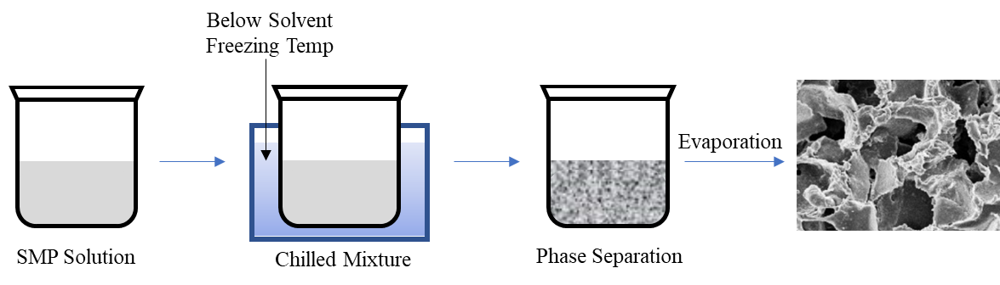 Below Solvent
Freezing Temp
Evaporation
SMP Solution
Chilled Mixture
Phase Separation